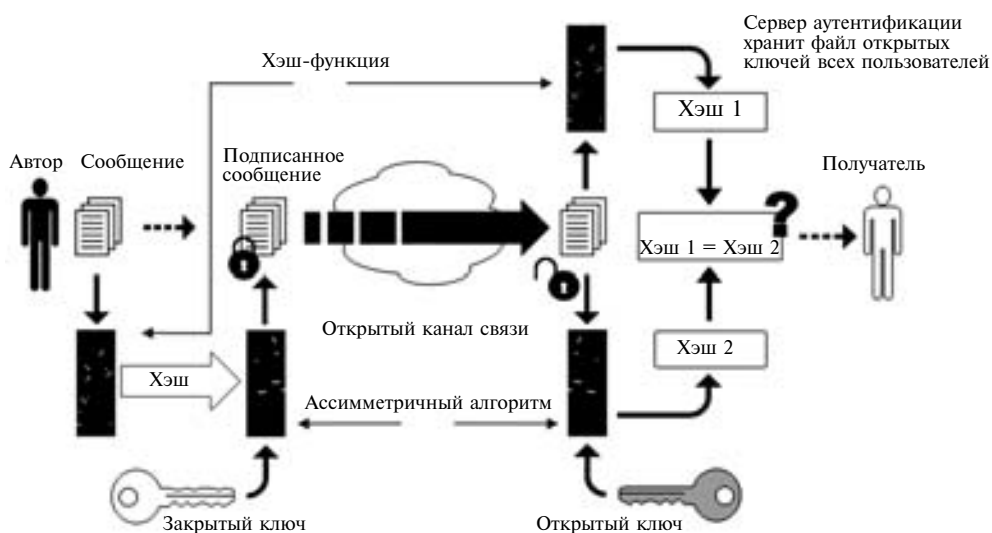 Сервер аутентификации
хранит файл открытых
ключей всех пользователей
Хэш-функция
Хэш 1
Автор
Сообщение
Подписанное
сообщение
Получатель
?
Хэш 1 = Хэш 2
Открытый канал связи
Хэш 2
Хэш
Ассимметричный алгоритм
Закрытый ключ
Открытый ключ